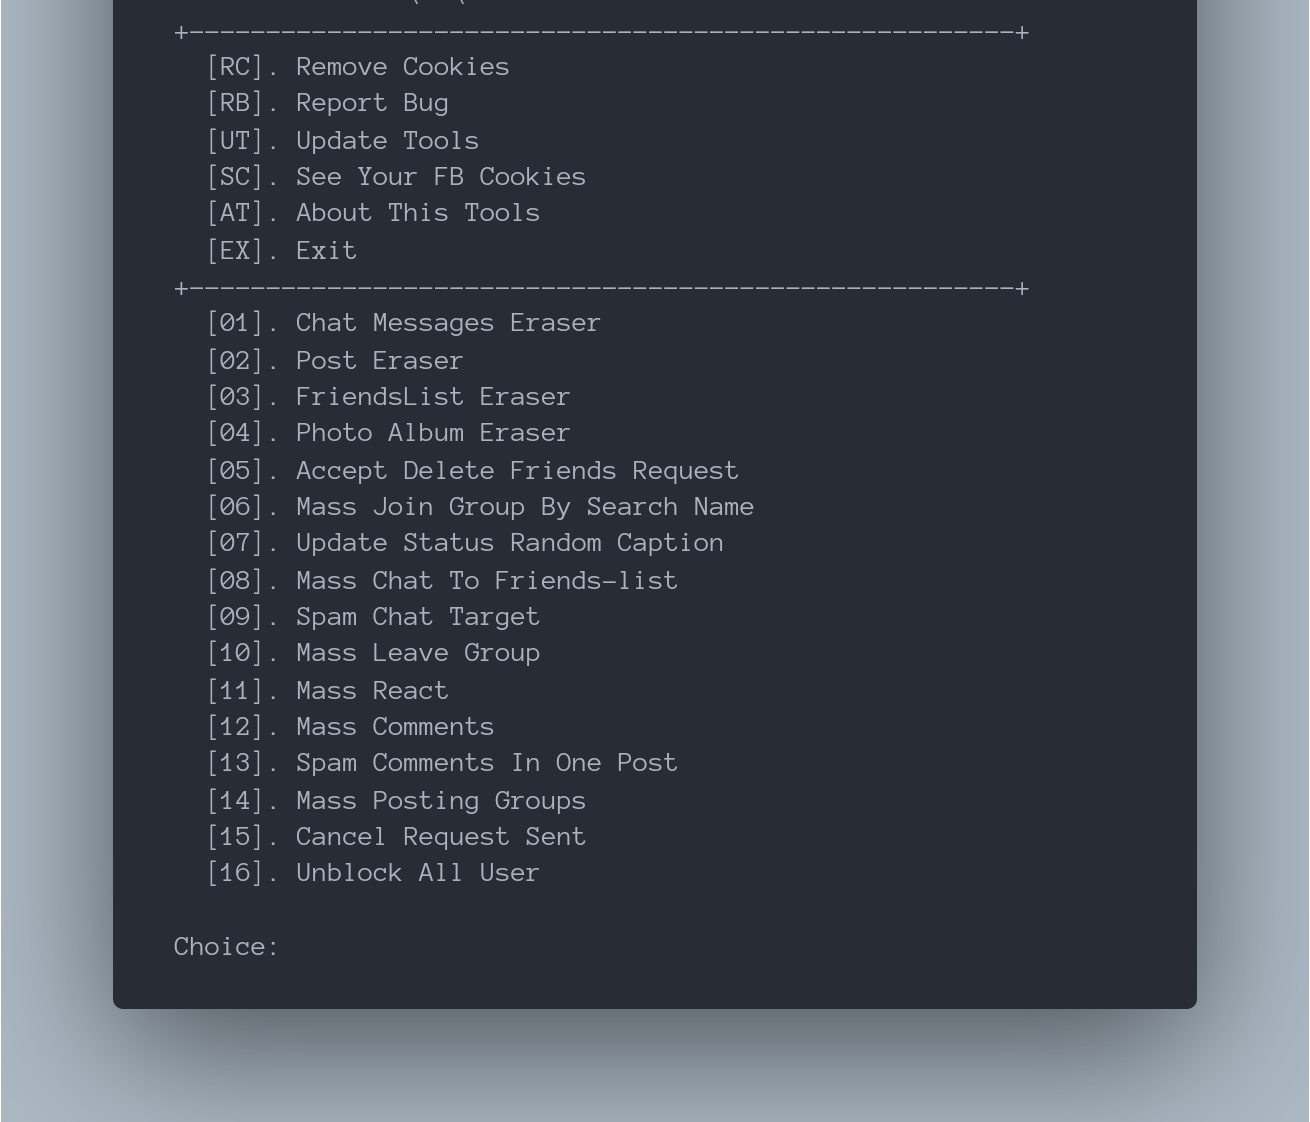 +------------------------------------------------------+
[RC]. Remove Cookies
[RB]. Report Bug
[UT]. Update Tools
[SC]. See Your FB Cookies
[AT]. About This Tools
[EX]. Exit
+------------------------------------------------------+
[01]. Chat Messages Eraser
[02]. Post Eraser
[03]. FriendsList Eraser
[04]. Photo Album Eraser
[05]. Accept Delete Friends Request
[06]. Mass Join Group By Search Name
[07]. Update Status Random Caption
[08]. Mass Chat To Friends-list
[09]. Spam Chat Target
[10]. Mass Leave Group
[11]. Mass React
[12]. Mass Comments
[13]. Spam Comments In One Post
[14]. Mass Posting Groups
[15]. Cancel Request Sent
[16]. Unblock All User
Choice: